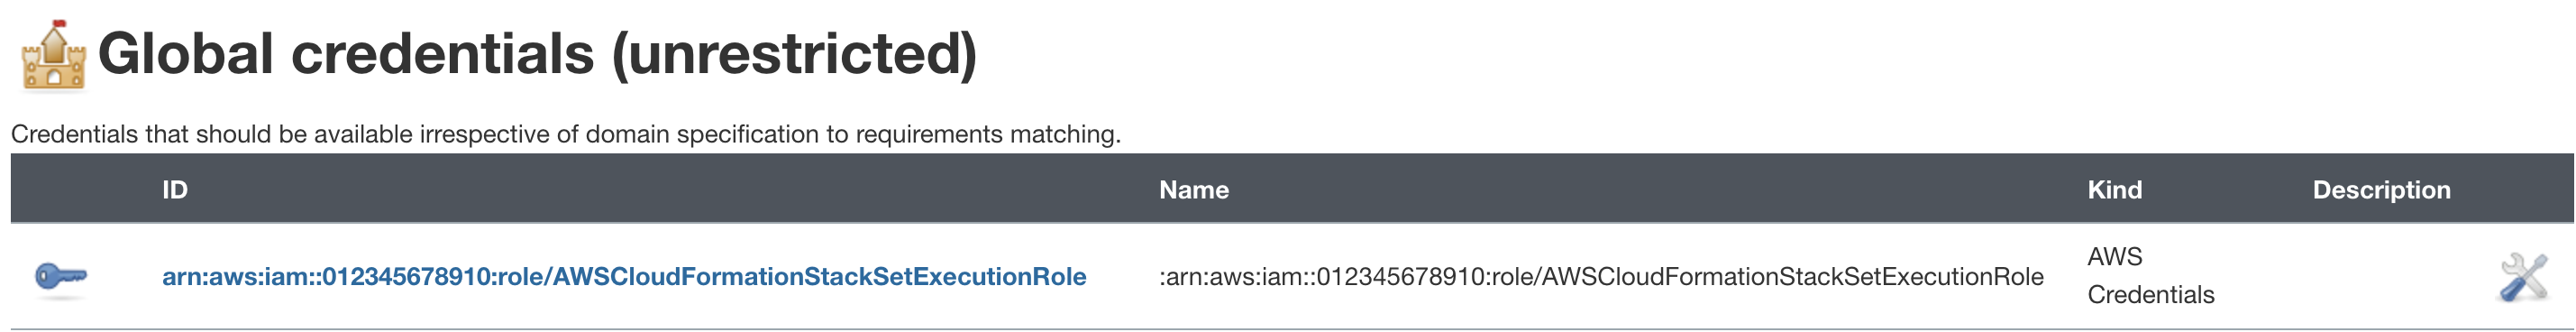 Global credentials (unrestricted)
Credentials that should be available irrespective of domain specification to requirements matching.
ID Name Kind Description
arn:aws:iam::012345678910:role/AWSCloudFormationStackSetExecutionRole :arn:aws:iam::012345678910:role/AWSCloudFormationStackSetExecutionRole AWS
Credentials